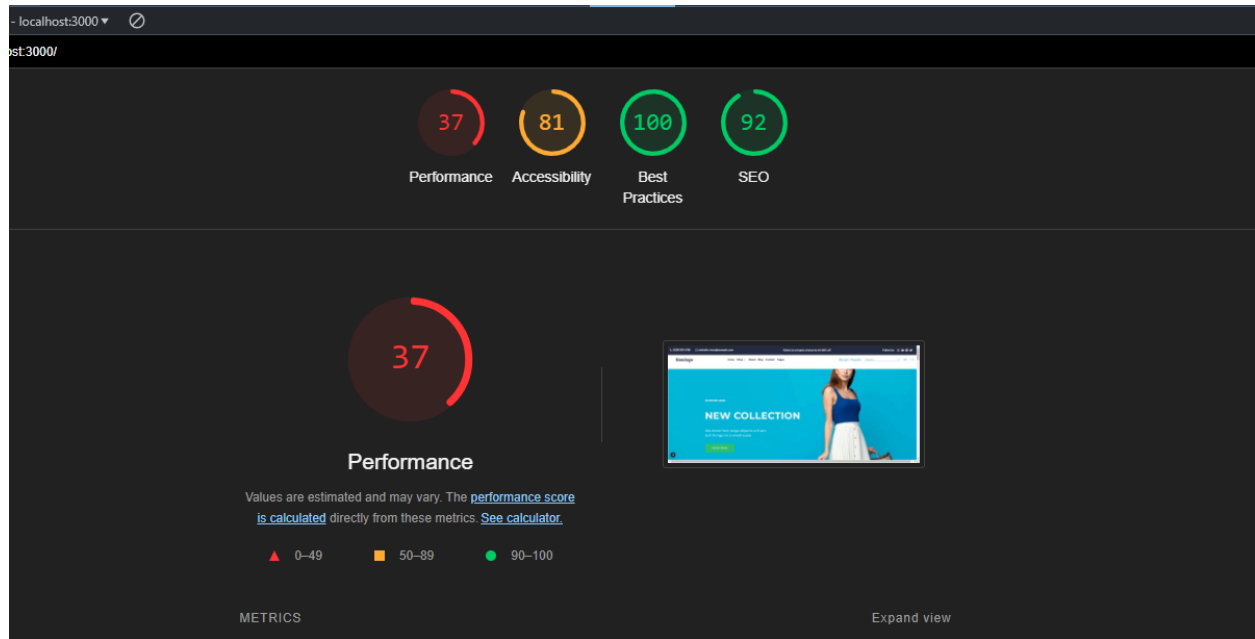 - localhost:3000
ost:3000/
37
81
100
92
Performance
Accessibility
Best
Practices
SEO
37
NEW COLLECTION
Performance
Values are estimated and may vary. The performance score
is calculated directly from these metrics. See calculator.
0–49
50–89
90–100
METRICS
Expand view